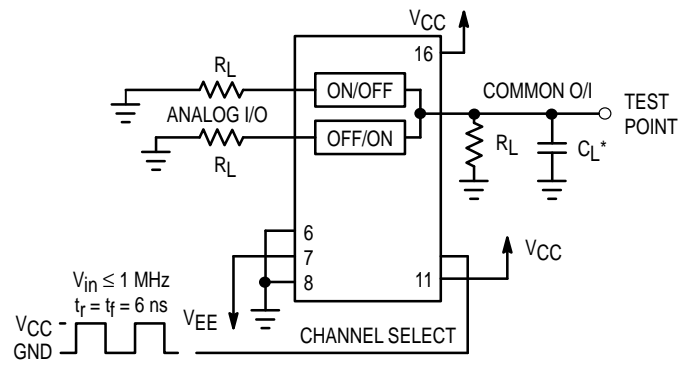 VCC
16
RL
ON/OFF
COMMON O/I
TEST
POINT
ANALOG I/O
OFF/ON
RL
RL
CL*
6
7
8
11
VCC
Vin ≤ 1 MHz
tr = tf = 6 ns
VEE
VCC
GND
CHANNEL SELECT